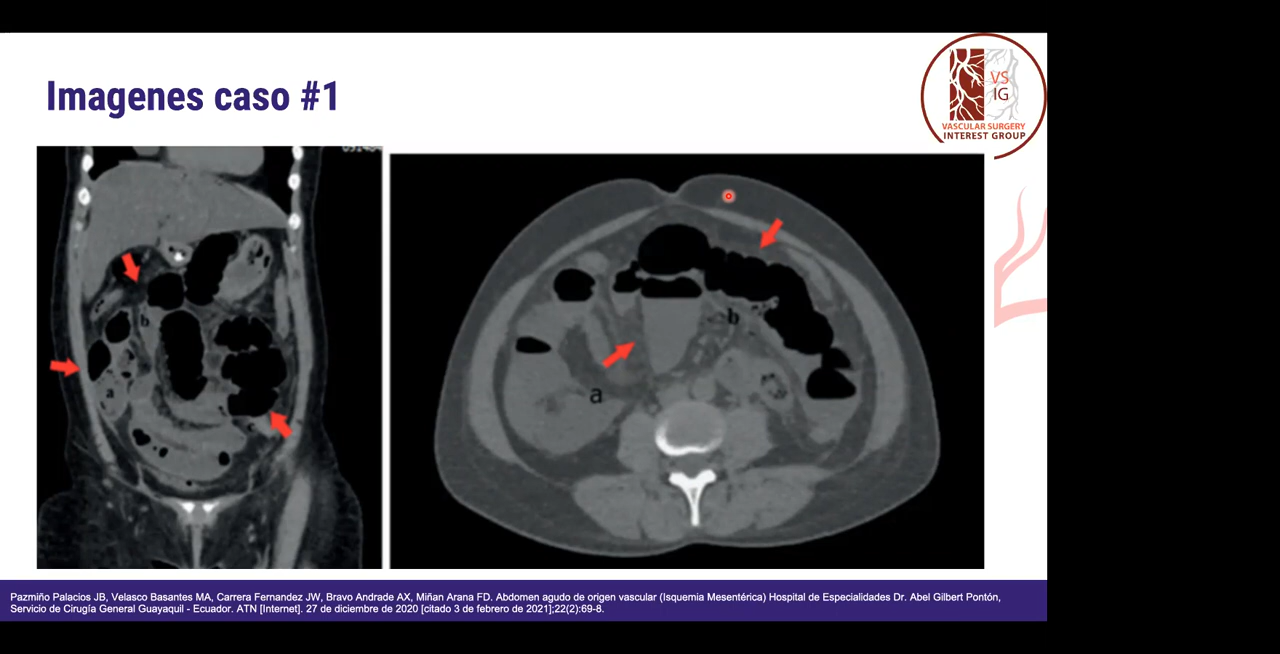 Imagenes caso #1
VS
IG
VASCULAR SURGERY
INTEREST GROUP
b
a
c
b
a
Pazmiño Palacios JB, Velasco Basantes MA, Carrera Fernandez JW, Bravo Andrade AX, Miñan Arana FD. Abdomen agudo de origen vascular (Isquemia Mesentérica) Hospital de Especialidades Dr. Abel Gilbert Pontón,
Servicio de Cirugía General Guayaquil - Ecuador. ATN [Internet]. 27 de diciembre de 2020 [citado 3 de febrero de 2021];22(2):69-8.